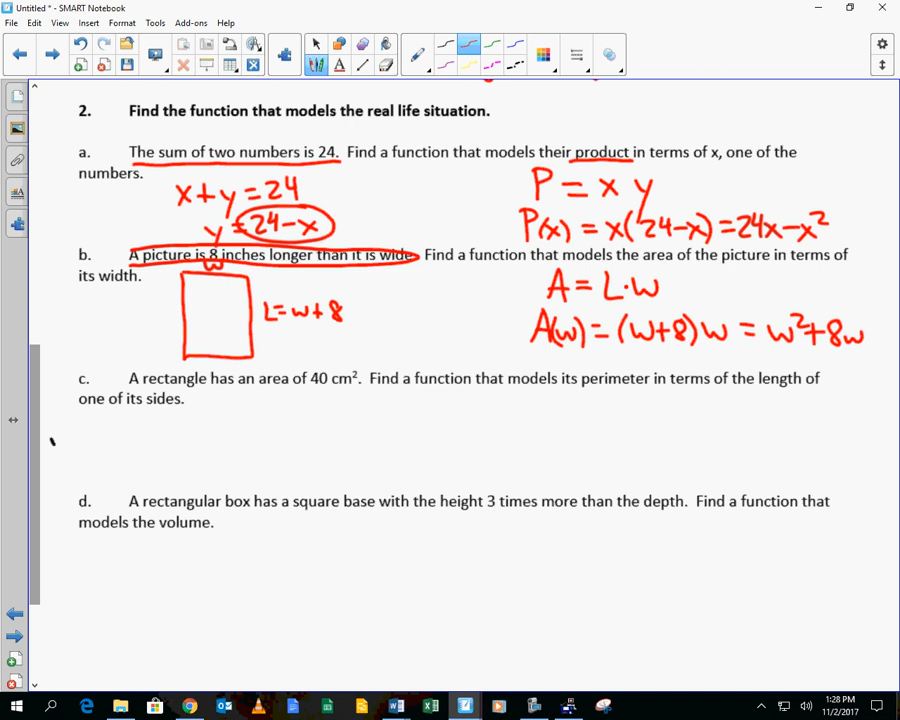 Untitled * - SMART Notebook
File Edit View Insert Format Tools Add-ons Help
2. Find the function that models the real life situation.
a. The sum of two numbers is 24. Find a function that models their product in terms of x, one of the
numbers.
x + y = 24
P = x y
y = 24 - x
P(x) = x(24-x) = 24x - x²
b. A picture is 8 inches longer than it is wide. Find a function that models the area of the picture in terms of
its width.
w
A = L·w
L = w + 8
A(w) = (w+8)w = w² + 8w
c. A rectangle has an area of 40 cm². Find a function that models its perimeter in terms of the length of
one of its sides.
d. A rectangular box has a square base with the height 3 times more than the depth. Find a function that
models the volume.
1:28 PM
11/2/2017